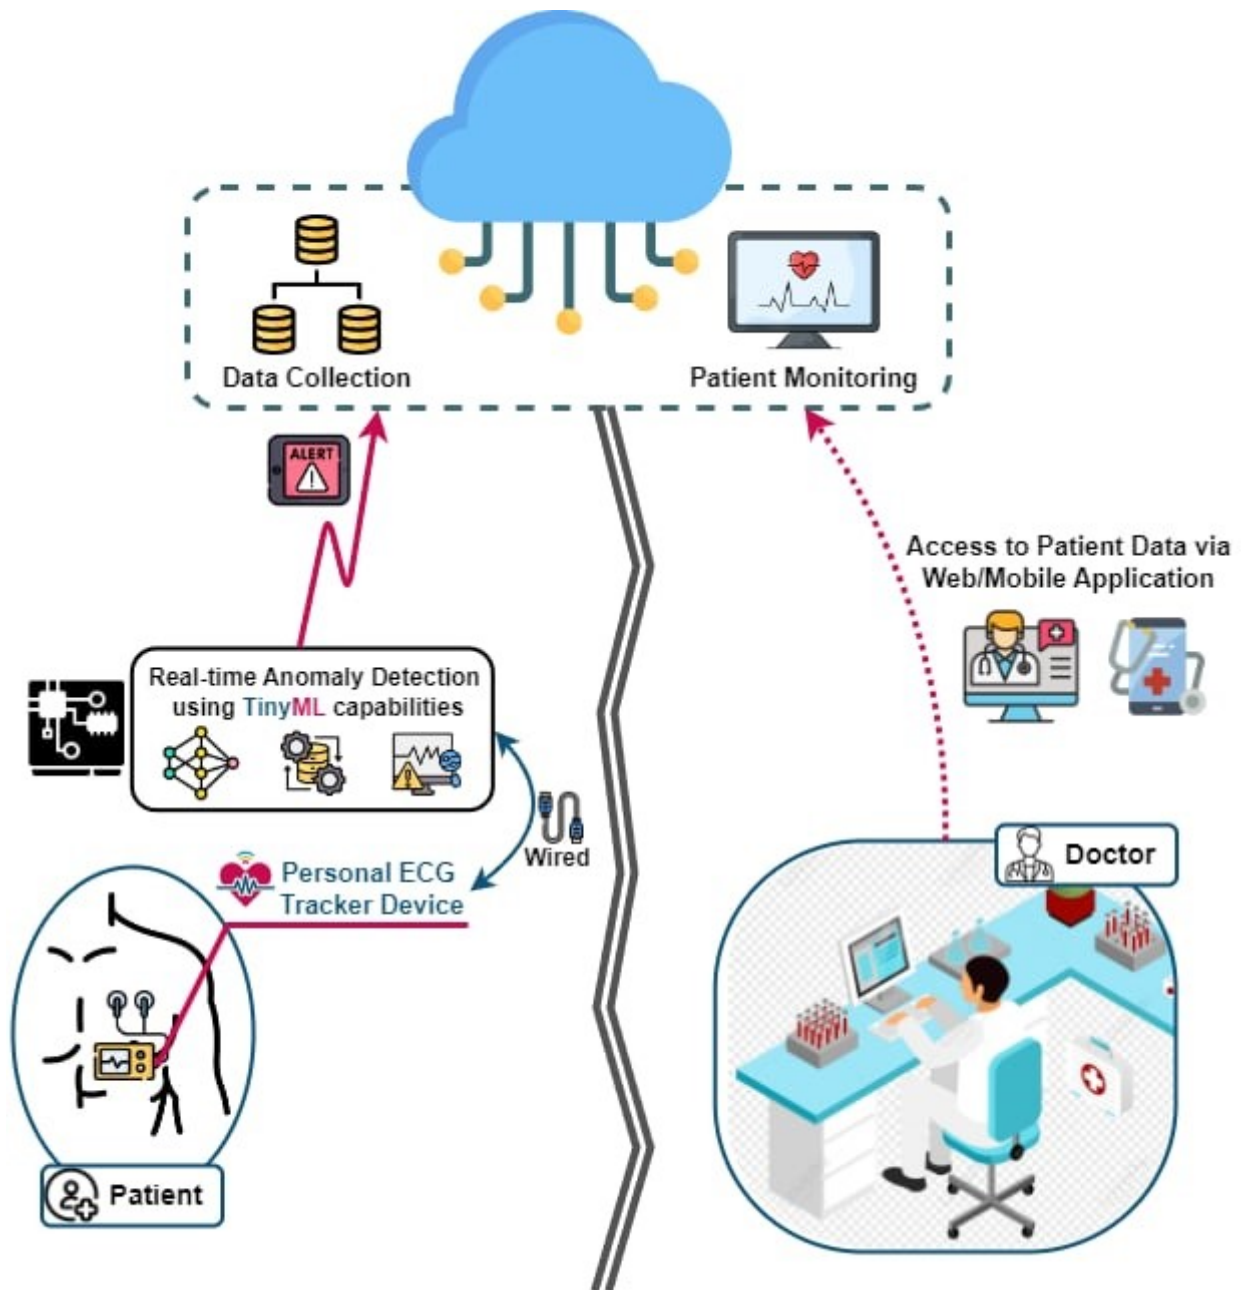 Data Collection
Patient Monitoring
ALERT
Access to Patient Data via
Web/Mobile Application
Real-time Anomaly Detection
using TinyML capabilities
Wired
Personal ECG
Tracker Device
Doctor
Patient